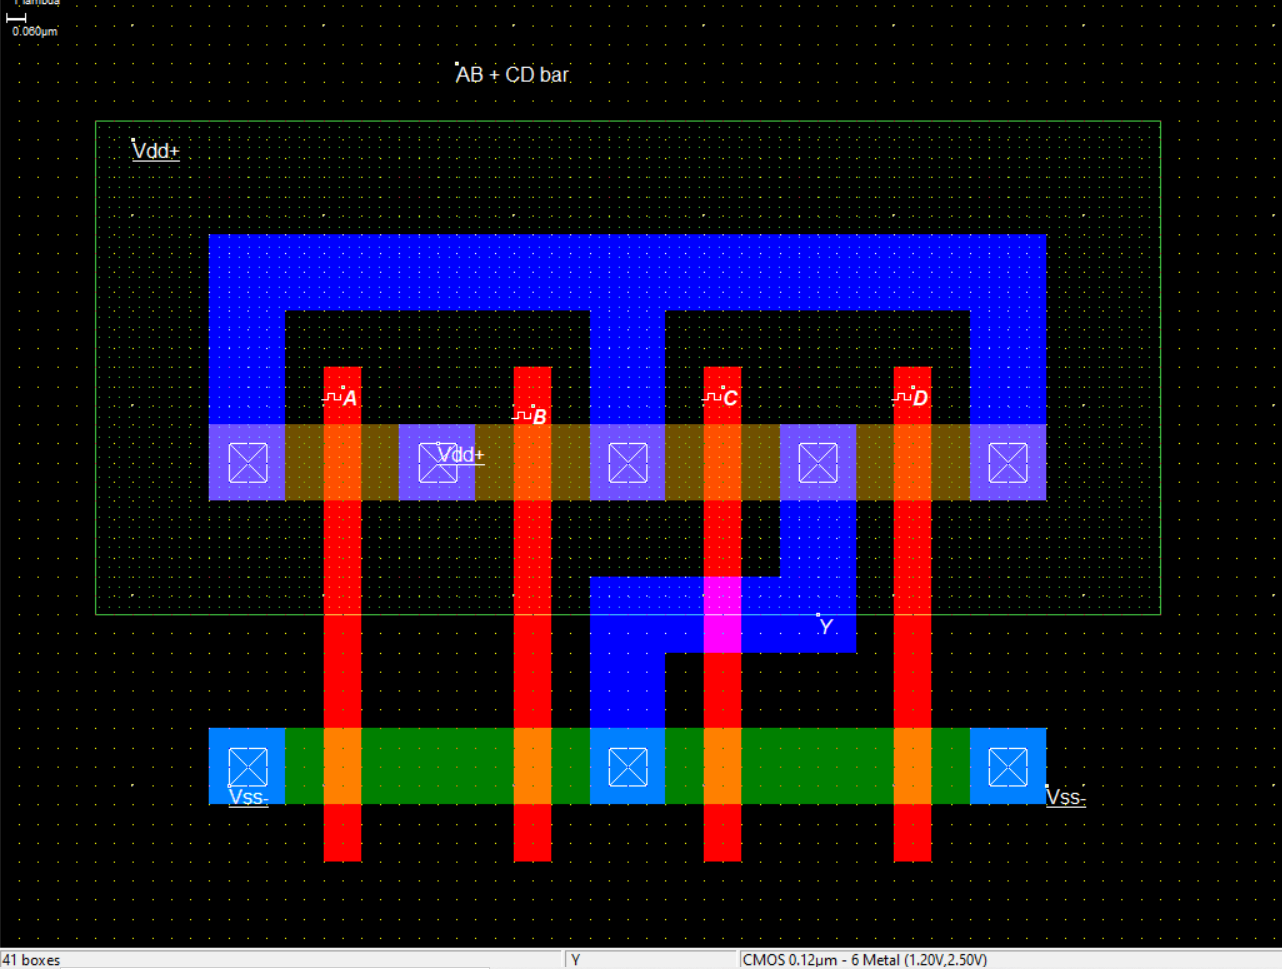 1 lambda
0.060µm
AB + CD bar
Vdd+
A
B
C
D
Vdd+
Y
Vss-
Vss-
41 boxes
Y
CMOS 0.12µm - 6 Metal (1.20V,2.50V)